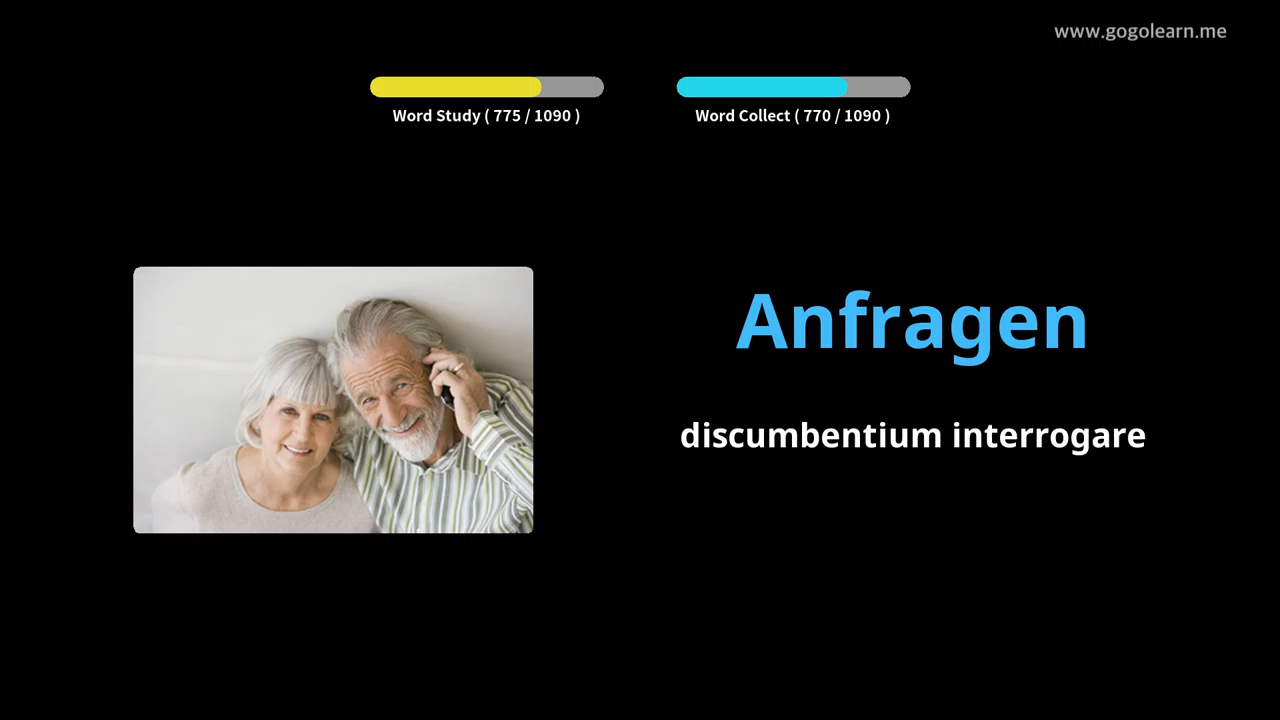 www.gogolearn.me
Word Study ( 775 / 1090 )
Word Collect ( 770 / 1090 )
Anfragen
discumbentium interrogare